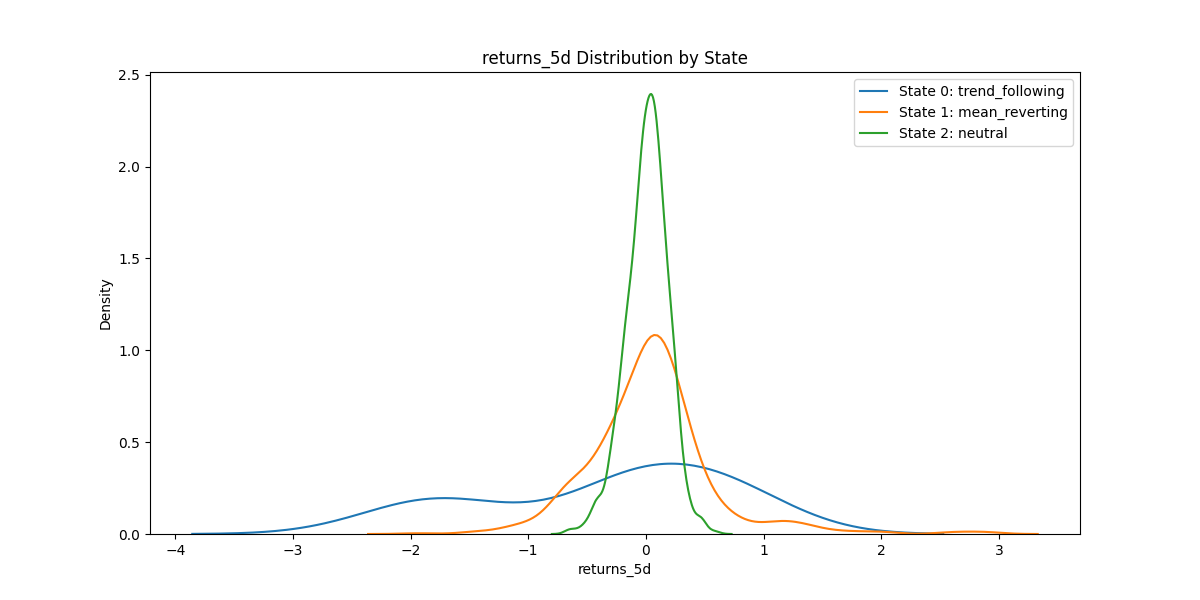 returns_5d Distribution by State
2.5
2.0
1.5
1.0
0.5
0.0
Density
State 0: trend_following
State 1: mean_reverting
State 2: neutral
−4 −3 −2 −1 0 1 2 3
returns_5d